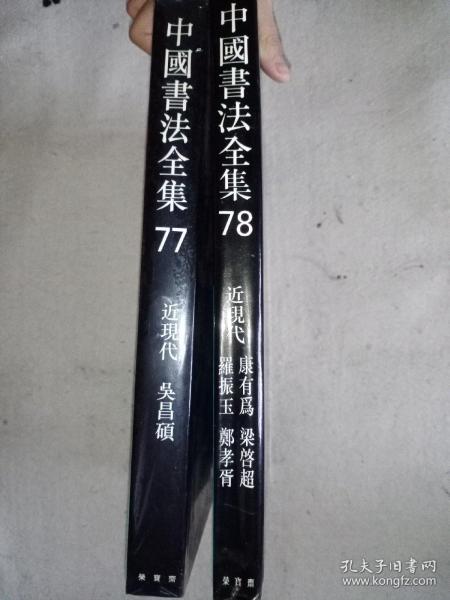 中國書法全集 77
近現代 吳昌碩
榮寶齋
中國書法全集 78
近現代
康有爲 梁啓超
羅振玉 鄭孝胥
榮寶齋
孔夫子旧书网
www.kongfz.com